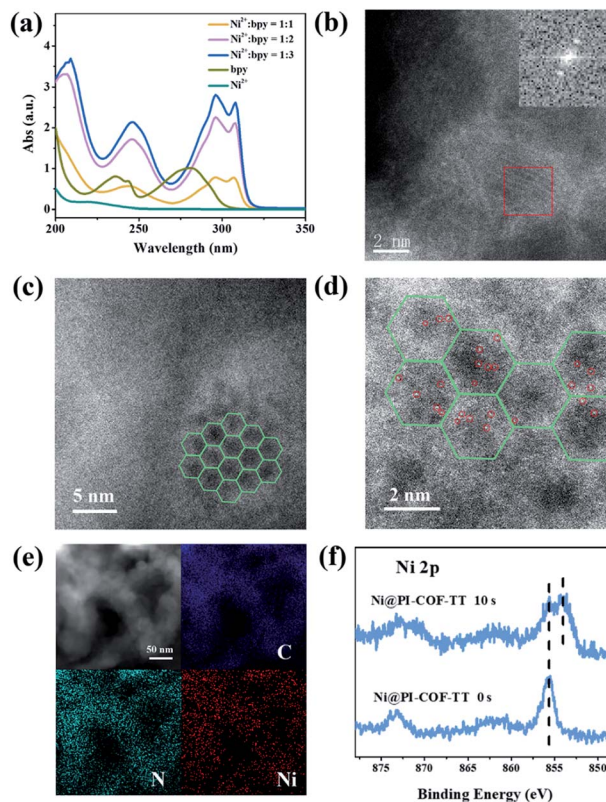 (a)
Ni²⁺:bpy = 1:1
Ni²⁺:bpy = 1:2
Ni²⁺:bpy = 1:3
bpy
Ni²⁺
Abs (a.u.)
4
3
2
1
0
200
250
300
350
Wavelength (nm)
(b)
2 nm
(c)
5 nm
(d)
2 nm
(e)
50 nm
C
N
Ni
(f)
Ni 2p
Ni@PI-COF-TT 10 s
Ni@PI-COF-TT 0 s
875 870 865 860 855 850
Binding Energy (eV)